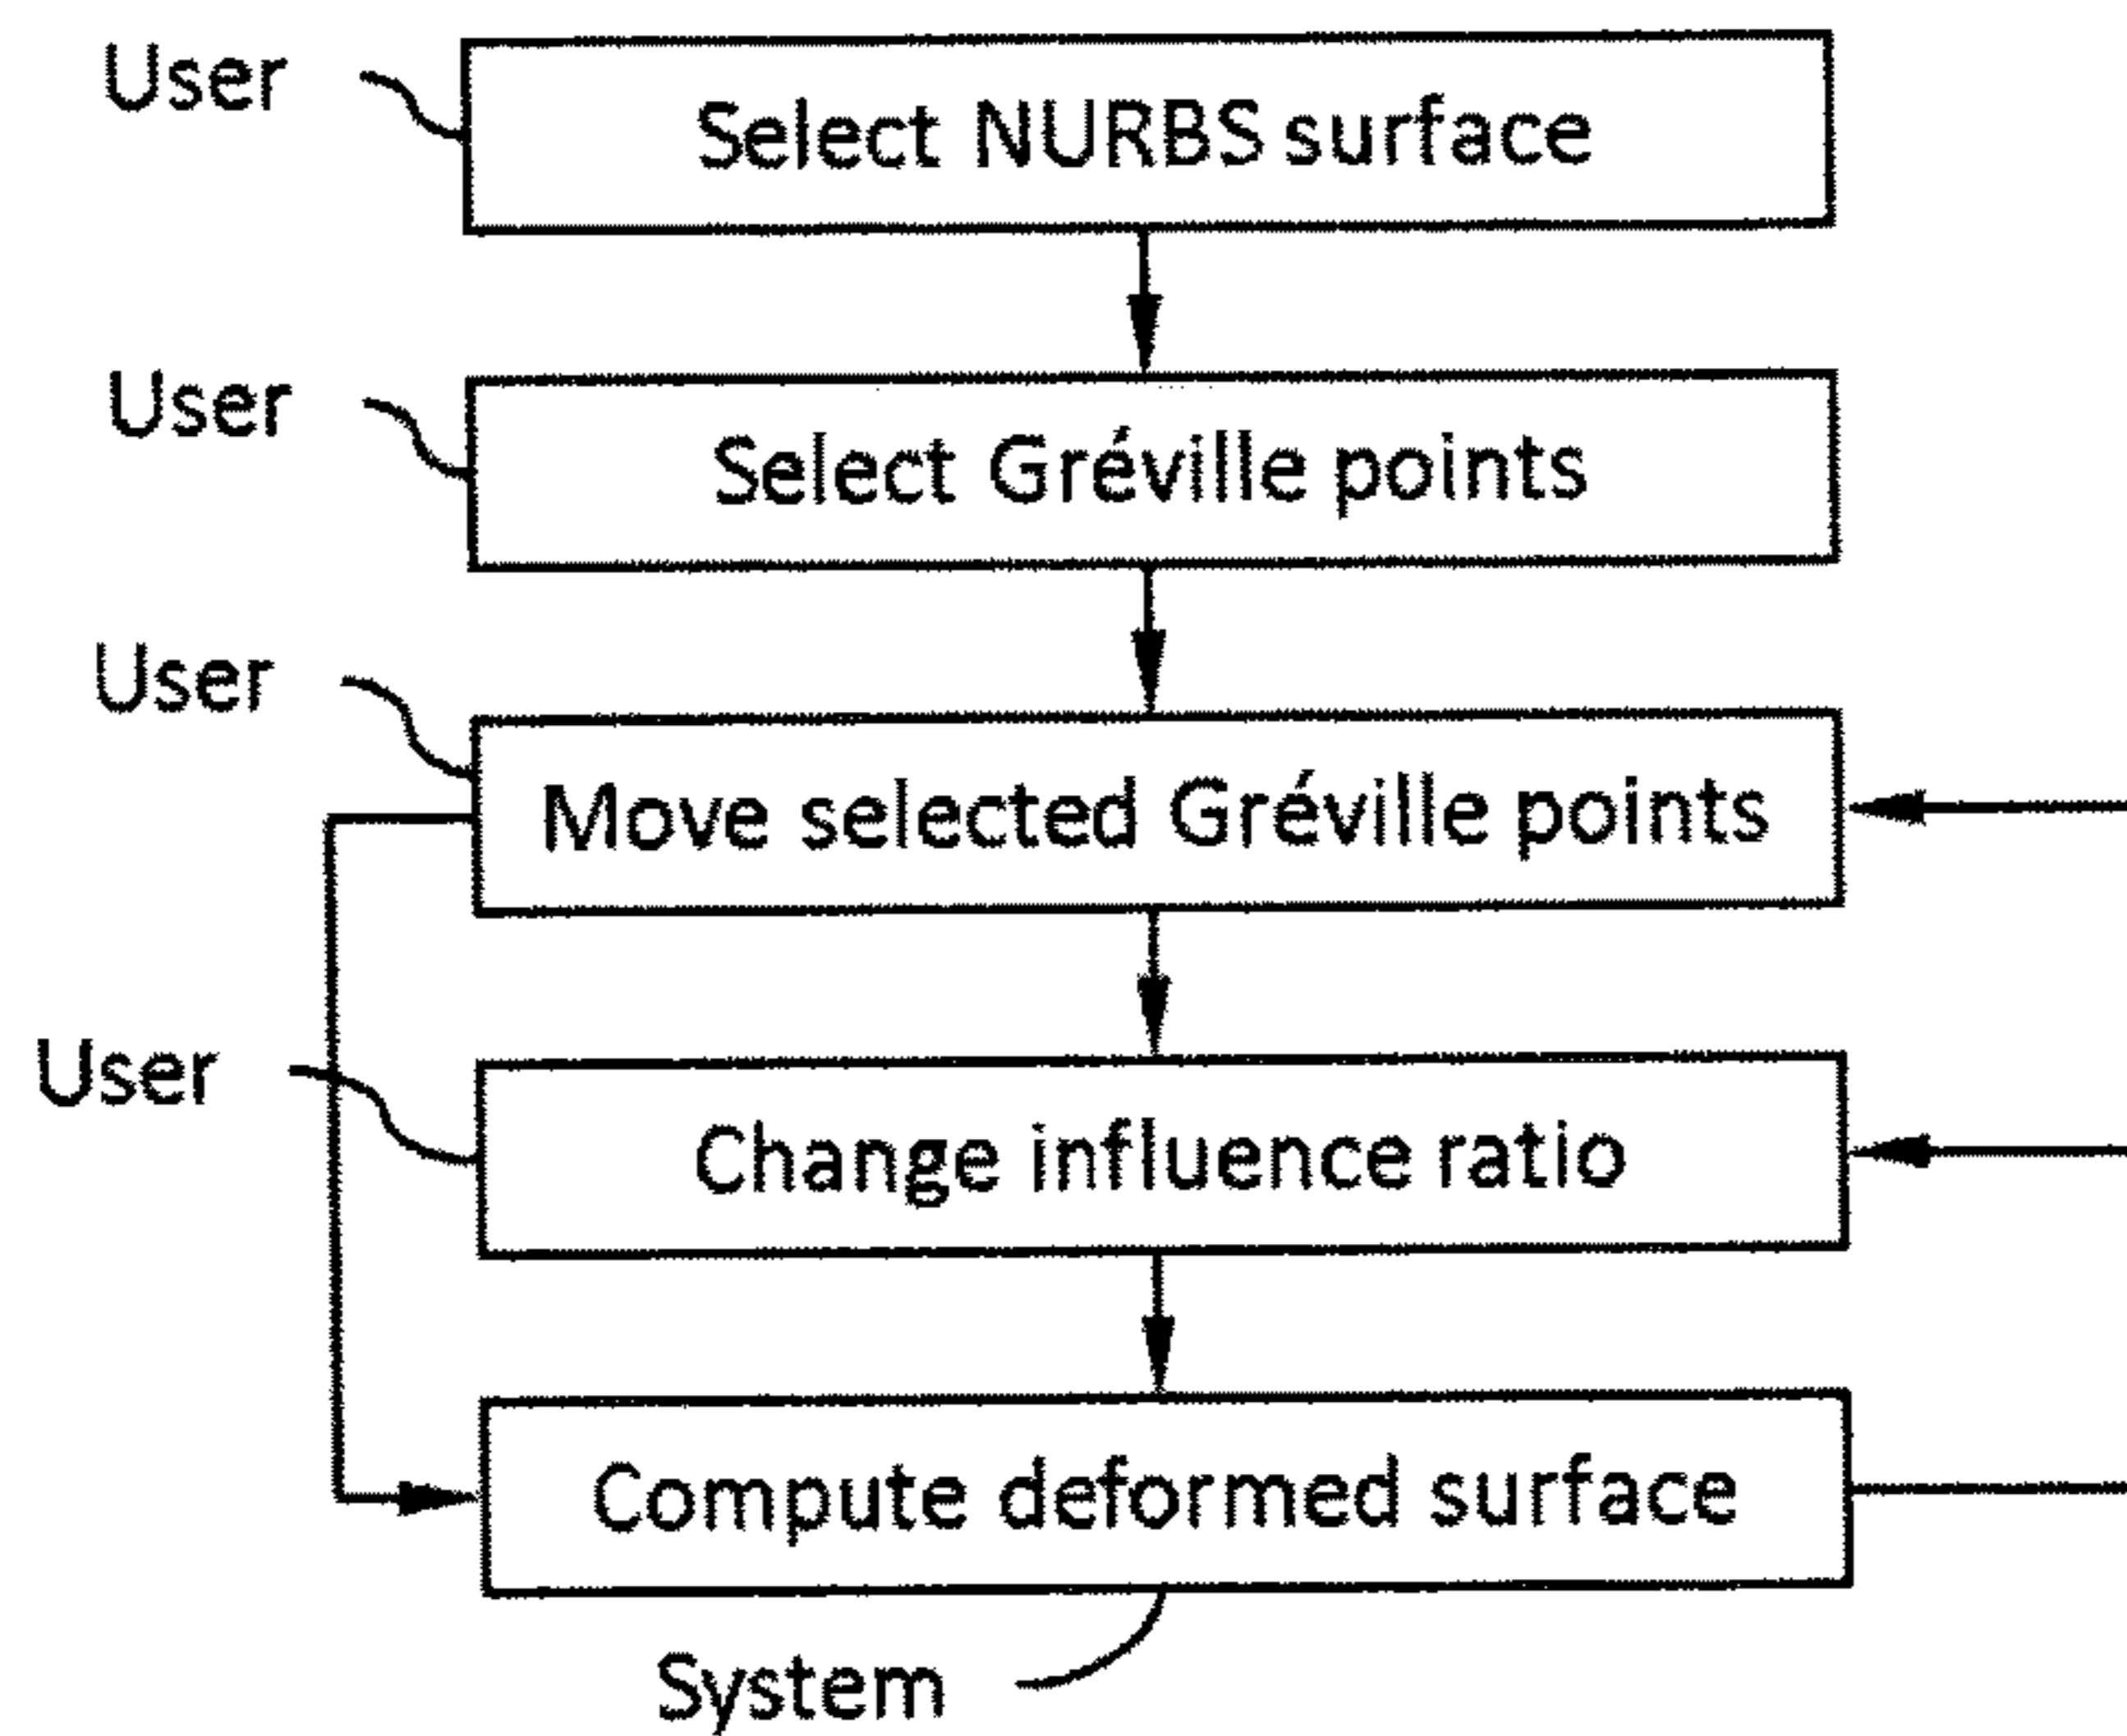 User
Select NURBS surface
User
Select Gréville points
User
Move selected Gréville points
User
Change influence ratio
Compute deformed surface
System